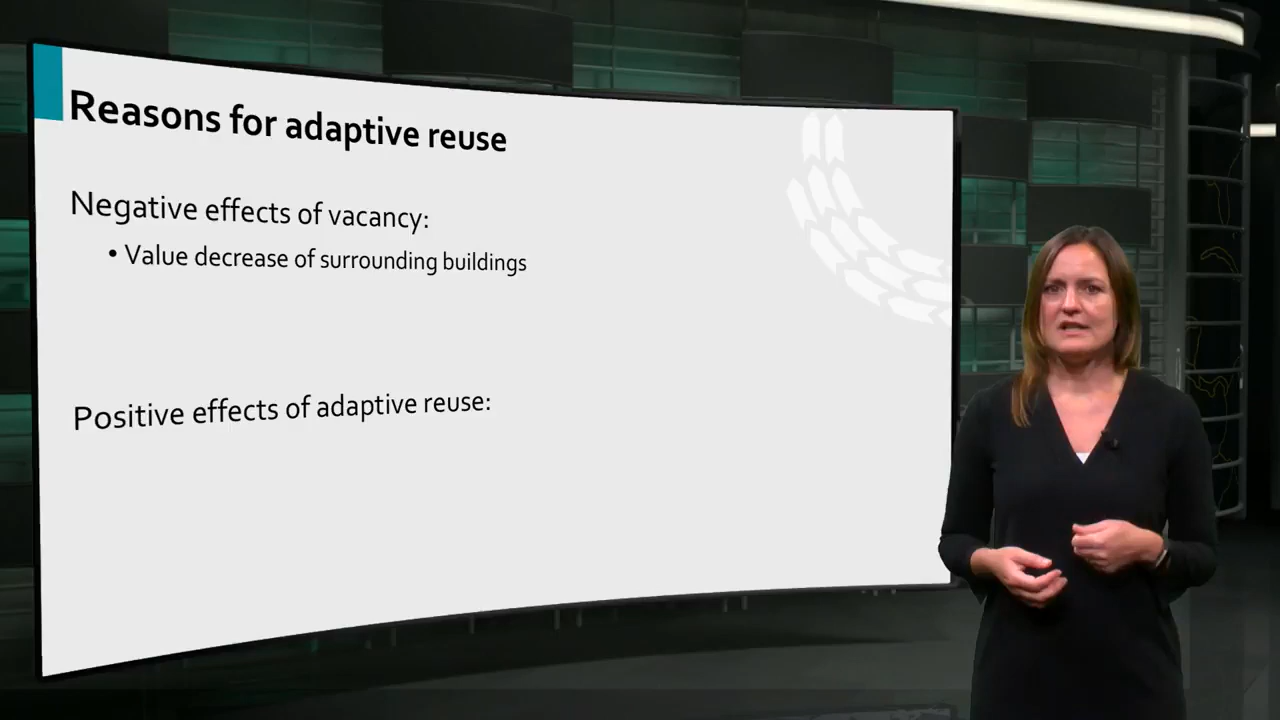 Reasons for adaptive reuse
Negative effects of vacancy:
• Value decrease of surrounding buildings
Positive effects of adaptive reuse: